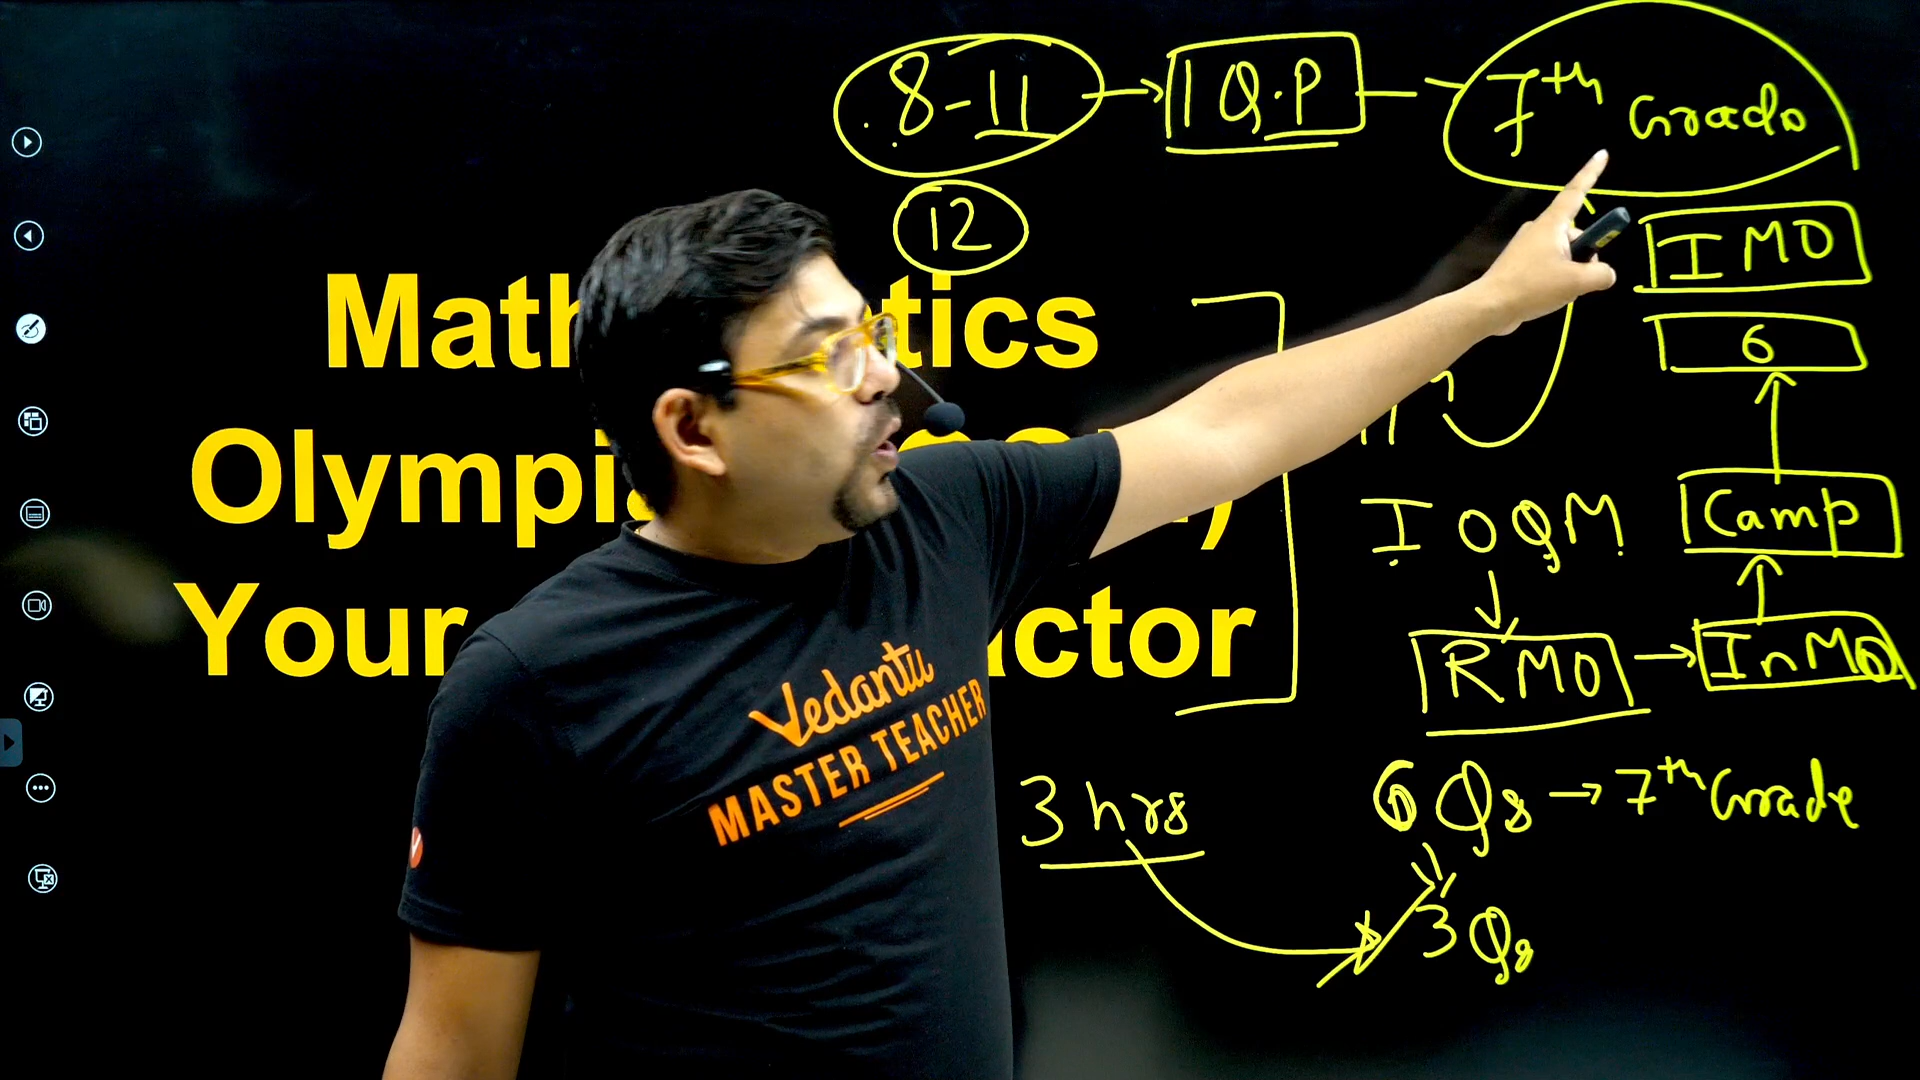 8-11 → 1 Q.P — 7th Grade
12
IMO
6
Math tics
Olympi
IOQM
Camp
Your ctor
RMO → InMO
Vedantu
MASTER TEACHER
3 hrs
6 Qs → 7th Grade
3 Qs